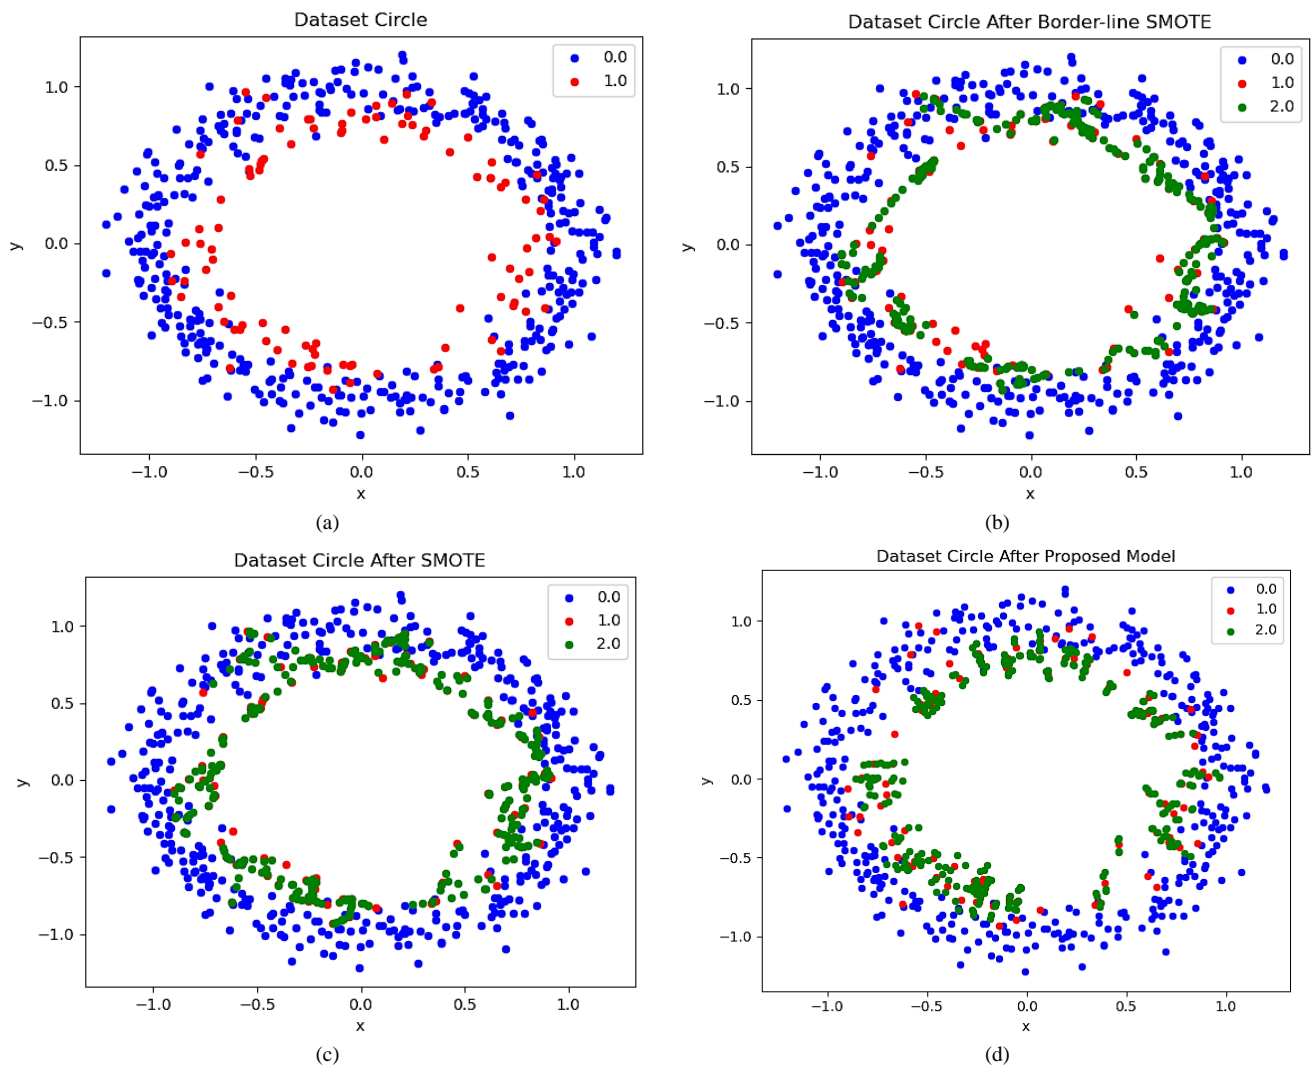 Dataset Circle
0.0
1.0
1.0
0.5
0.0
−0.5
−1.0
y
−1.0 −0.5 0.0 0.5 1.0
x
(a)
Dataset Circle After Border-line SMOTE
0.0
1.0
2.0
1.0
0.5
0.0
−0.5
−1.0
y
−1.0 −0.5 0.0 0.5 1.0
x
(b)
Dataset Circle After SMOTE
0.0
1.0
2.0
1.0
0.5
0.0
−0.5
−1.0
y
−1.0 −0.5 0.0 0.5 1.0
x
(c)
Dataset Circle After Proposed Model
0.0
1.0
2.0
1.0
0.5
0.0
−0.5
−1.0
y
−1.0 −0.5 0.0 0.5 1.0
x
(d)